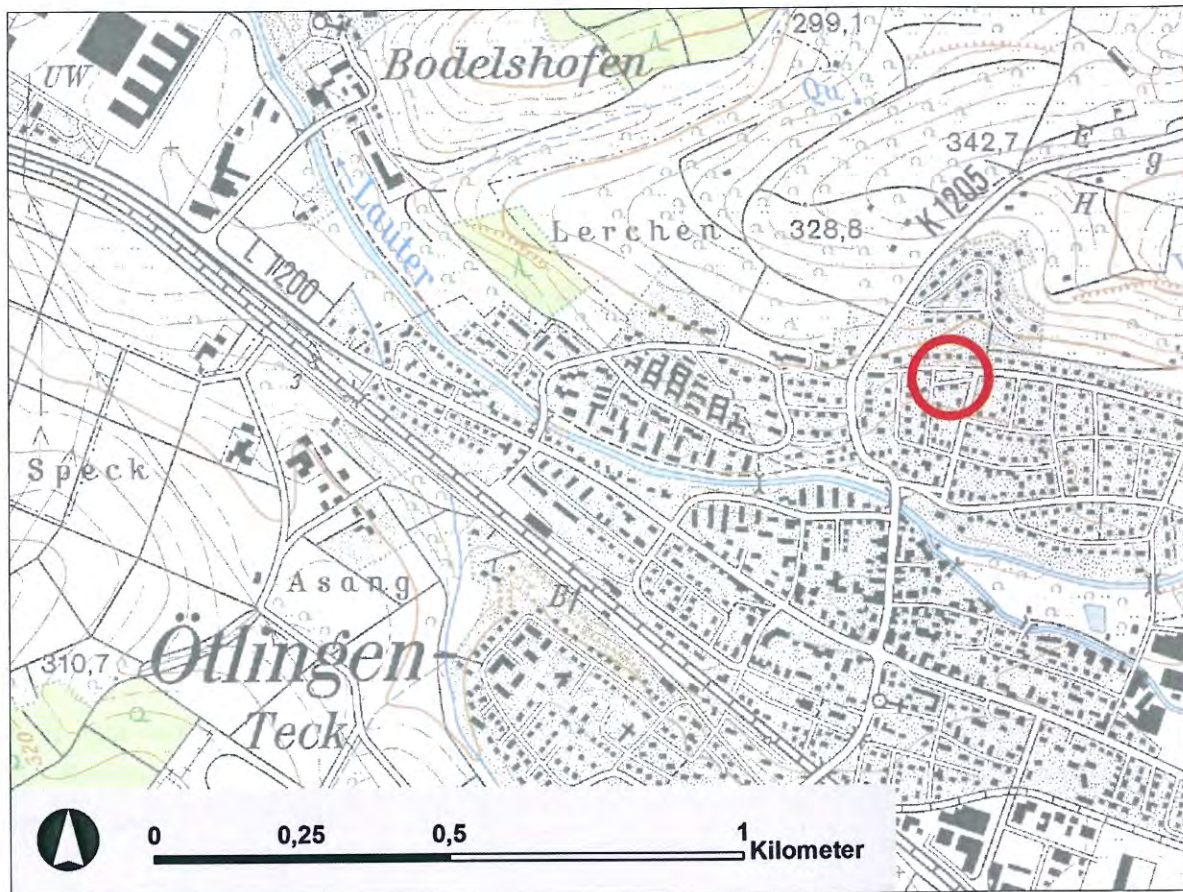 299,1
Bodelshofen
UW
Qu.
342,7
E
g
Lauter
K 1205
H
Lerchen
328,8
L 1200
3
Speck
Asang
Bf
Ötlingen-
310,7
Teck
320
0
0,25
0,5
1
Kilometer